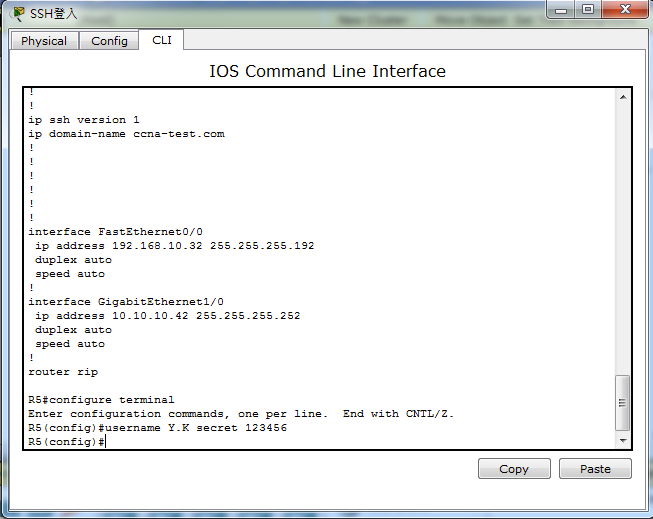 SSH登入
New Cluster
Move Object
Physical
Config
CLI
IOS Command Line Interface
!
!
ip ssh version 1
ip domain-name ccna-test.com
!
!
!
!
!
!
interface FastEthernet0/0
ip address 192.168.10.32 255.255.255.192
duplex auto
speed auto
!
interface GigabitEthernet1/0
ip address 10.10.10.42 255.255.255.252
duplex auto
speed auto
!
router rip
R5#configure terminal
Enter configuration commands, one per line.  End with CNTL/Z.
R5(config)#username Y.K secret 123456
R5(config)#
Copy
Paste